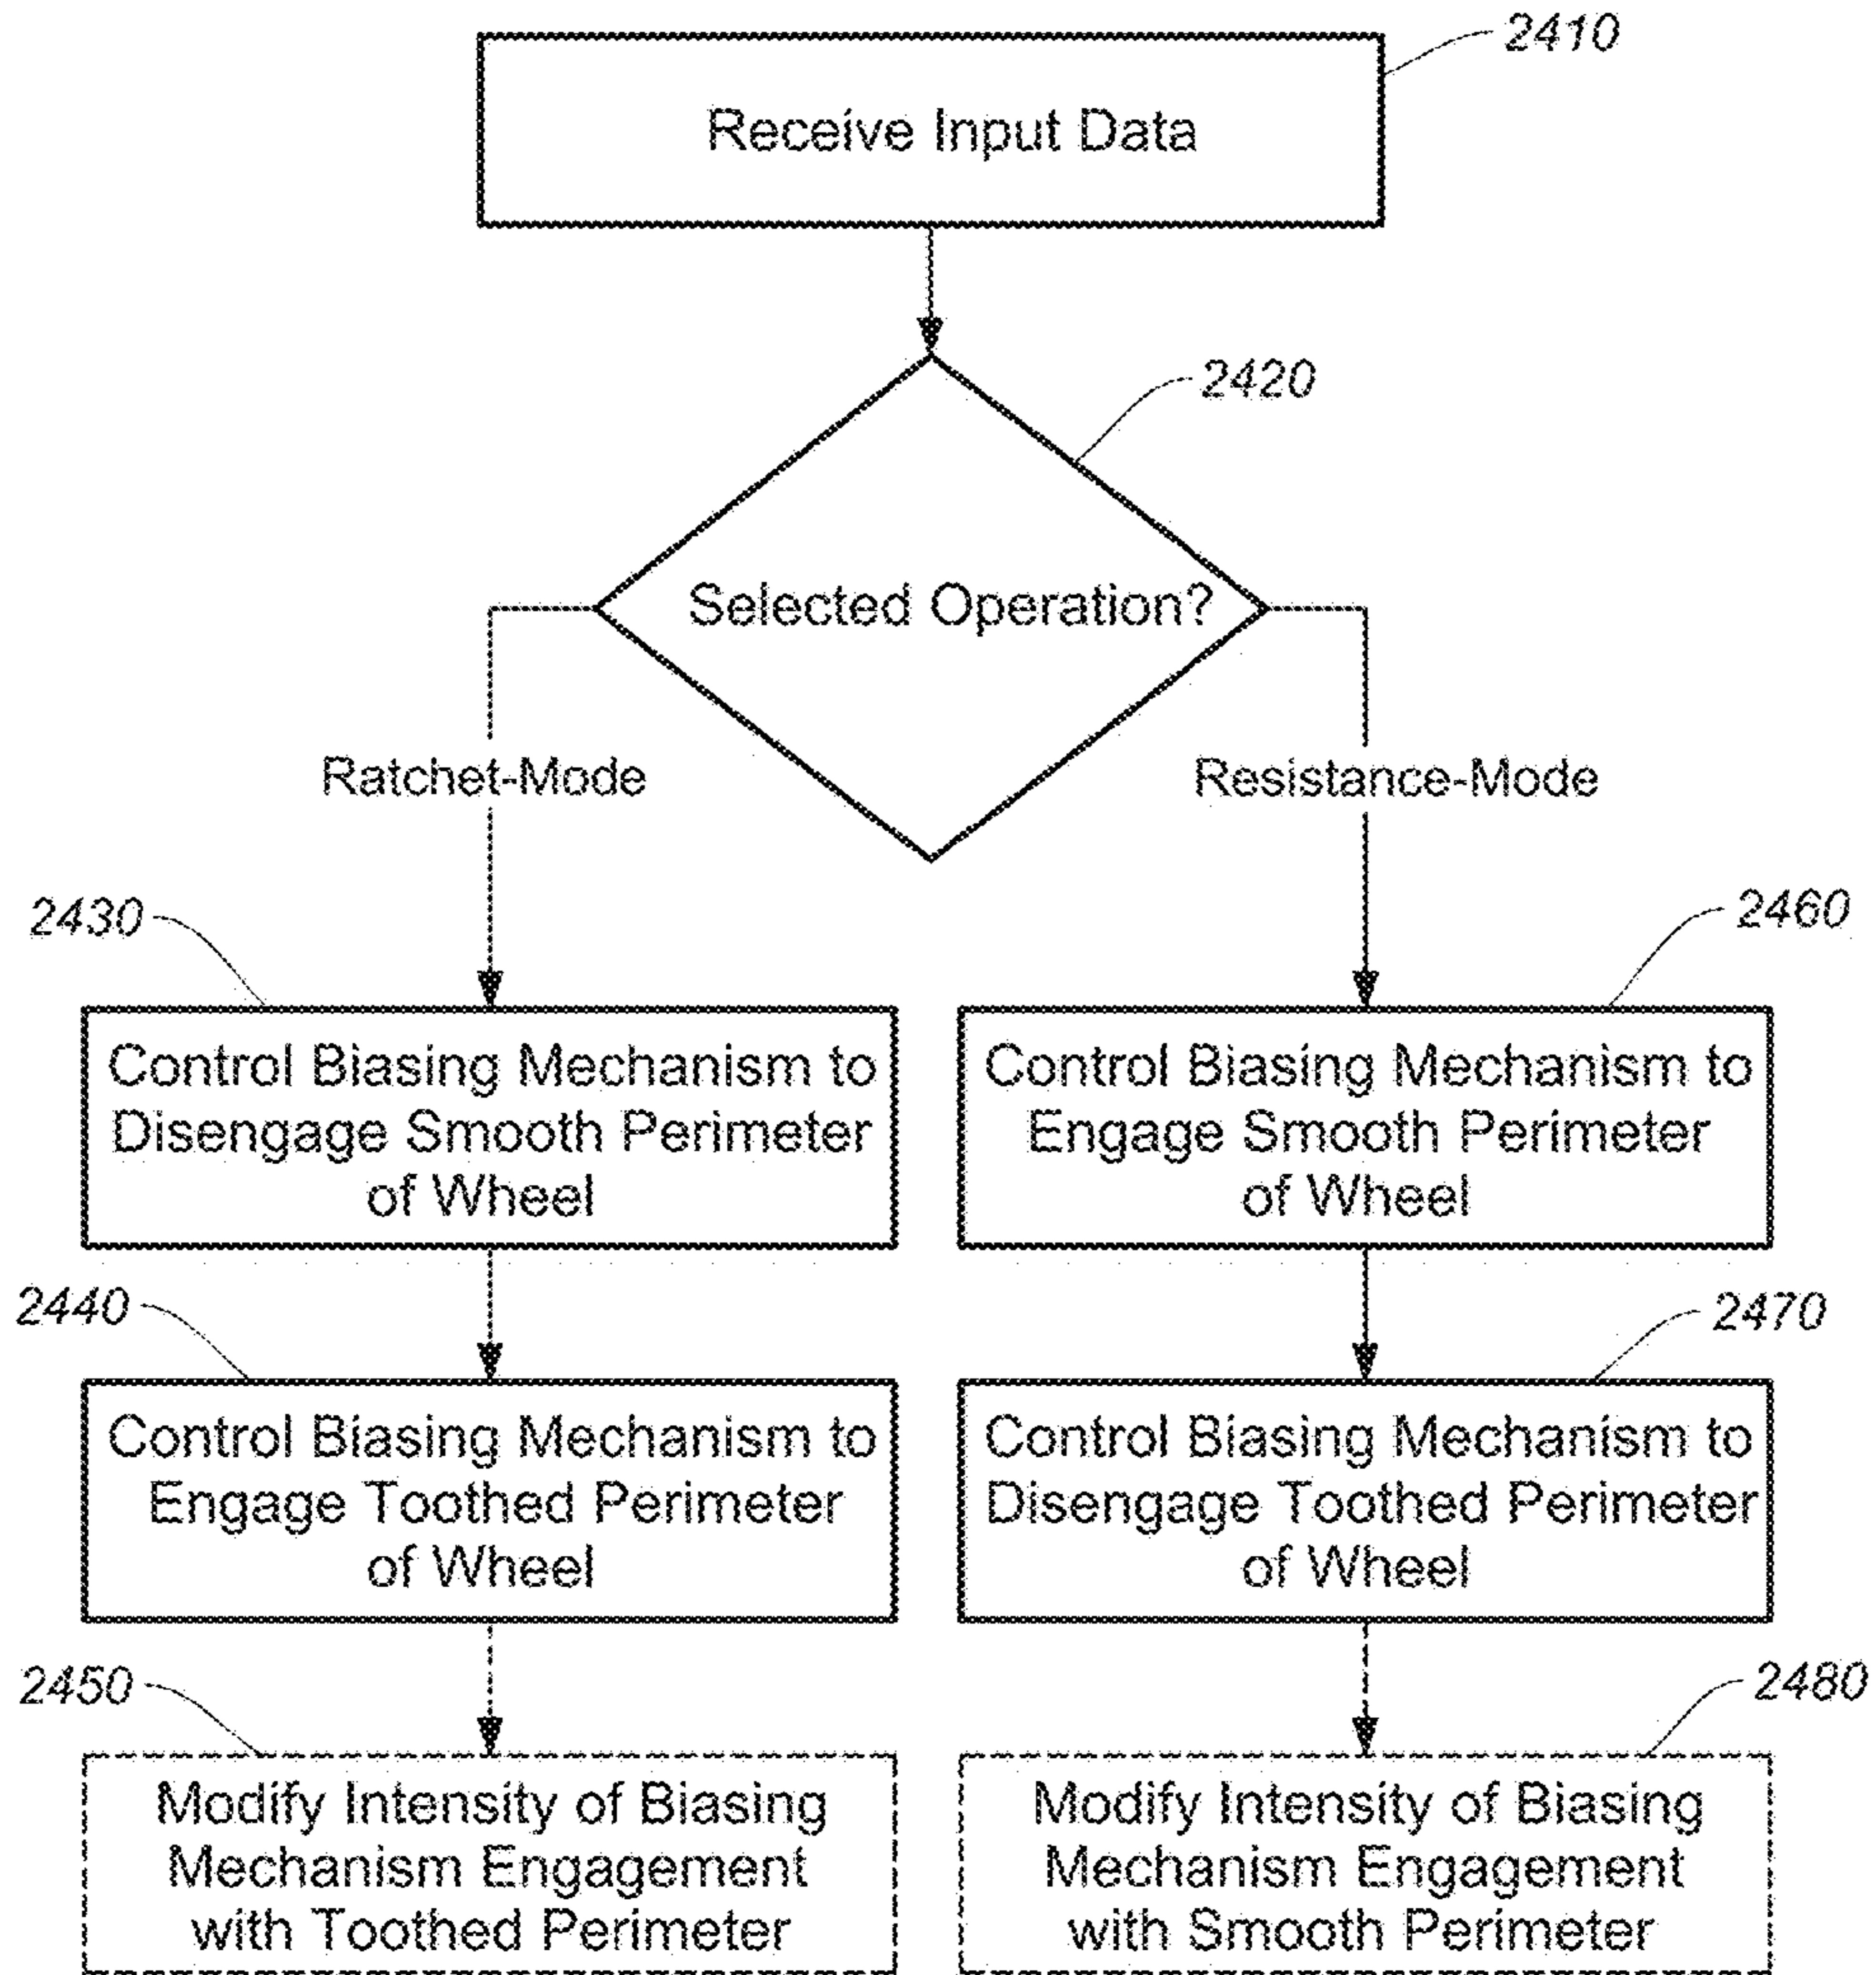 2410
Receive Input Data
2420
Selected Operation?
Ratchet-Mode
Resistance-Mode
2430
2460
Control Biasing Mechanism to
Disengage Smooth Perimeter
of Wheel
Control Biasing Mechanism to
Engage Smooth Perimeter
of Wheel
2440
2470
Control Biasing Mechanism to
Engage Toothed Perimeter
of Wheel
Control Biasing Mechanism to
Disengage Toothed Perimeter
of Wheel
2450
2480
Modify Intensity of Biasing
Mechanism Engagement
with Toothed Perimeter
Modify Intensity of Biasing
Mechanism Engagement
with Smooth Perimeter